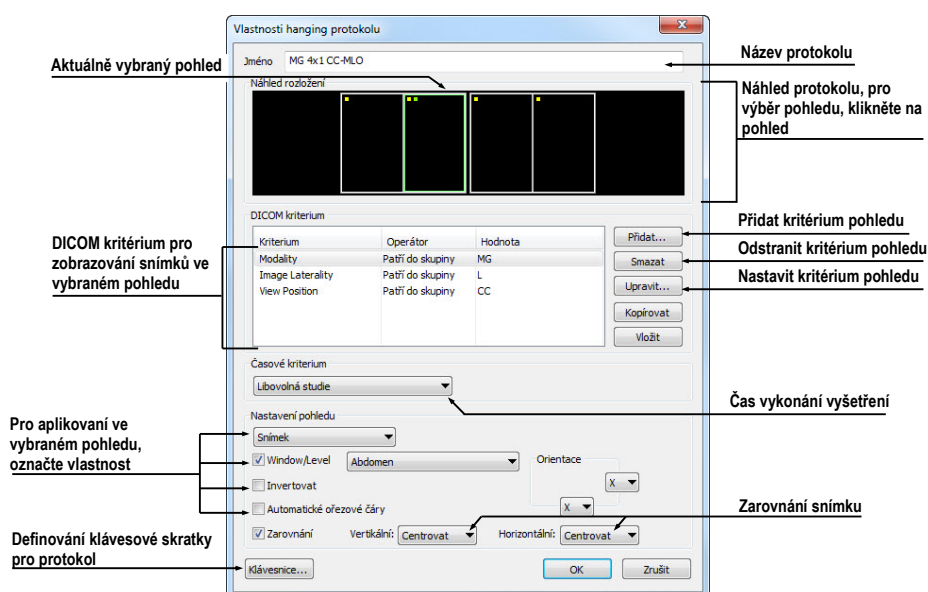 Vlastnosti hanging protokolu
Jméno MG 4x1 CC-MLO
Název protokolu
Aktuálně vybraný pohled
Náhled rozložení
Náhled protokolu, pro
výběr pohledu, klikněte na
pohled
DICOM kriterium
Kriterium Operátor Hodnota
Modality Patří do skupiny MG
Image Laterality Patří do skupiny L
View Position Patří do skupiny CC
Přidat...
Smazat
Upravit...
Kopírovat
Vložit
Přidat kritérium pohledu
Odstranit kritérium pohledu
Nastavit kritérium pohledu
DICOM kritérium pro
zobrazování snímků ve
vybraném pohledu
Časové kriterium
Libovolná studie
Čas vykonání vyšetření
Nastavení pohledu
Snímek
Window/Level Abdomen
Orientace
X
Invertovat
Automatické ořezové čáry
X
Zarovnání Vertikální: Centrovat Horizontální: Centrovat
Pro aplikovaní ve
vybraném pohledu,
označte vlastnost
Zarovnání snímku
Definování klávesové skratky
pro protokol
Klávesnice...
OK
Zrušit